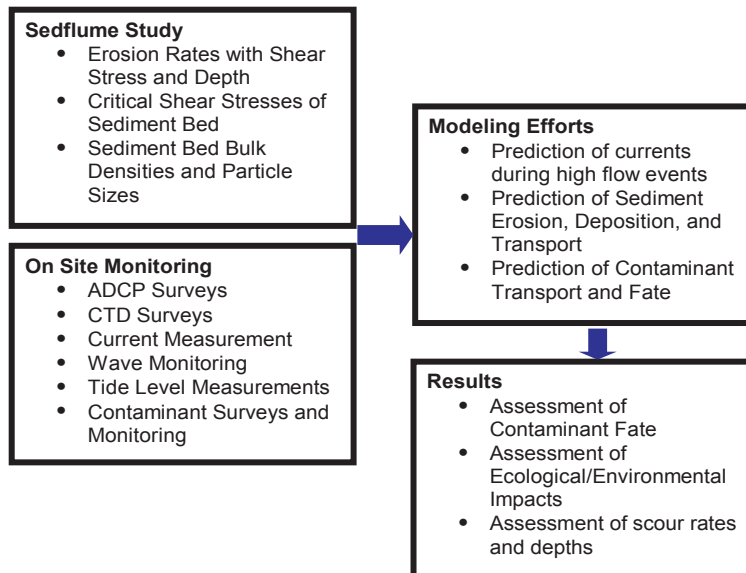 Sedflume Study
• Erosion Rates with Shear
Stress and Depth
• Critical Shear Stresses of
Sediment Bed
• Sediment Bed Bulk
Densities and Particle
Sizes
On Site Monitoring
• ADCP Surveys
• CTD Surveys
• Current Measurement
• Wave Monitoring
• Tide Level Measurements
• Contaminant Surveys and
Monitoring
Modeling Efforts
• Prediction of currents
during high flow events
• Prediction of Sediment
Erosion, Deposition, and
Transport
• Prediction of Contaminant
Transport and Fate
Results
• Assessment of
Contaminant Fate
• Assessment of
Ecological/Environmental
Impacts
• Assessment of scour rates
and depths